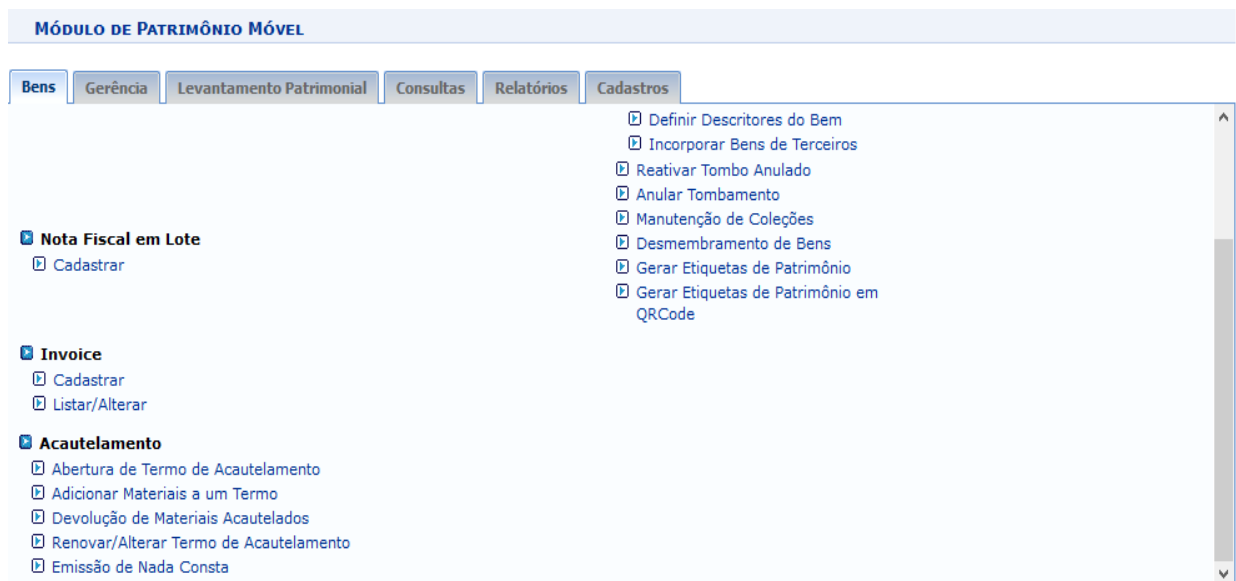 Módulo de Patrimônio Móvel
Bens
Gerência
Levantamento Patrimonial
Consultas
Relatórios
Cadastros
Nota Fiscal em Lote
Cadastrar
Invoice
Cadastrar
Listar/Alterar
Acautelamento
Abertura de Termo de Acautelamento
Adicionar Materiais a um Termo
Devolução de Materiais Acautelados
Renovar/Alterar Termo de Acautelamento
Emissão de Nada Consta
Definir Descritores do Bem
Incorporar Bens de Terceiros
Reativar Tombo Anulado
Anular Tombamento
Manutenção de Coleções
Desmembramento de Bens
Gerar Etiquetas de Patrimônio
Gerar Etiquetas de Patrimônio em
QRCode